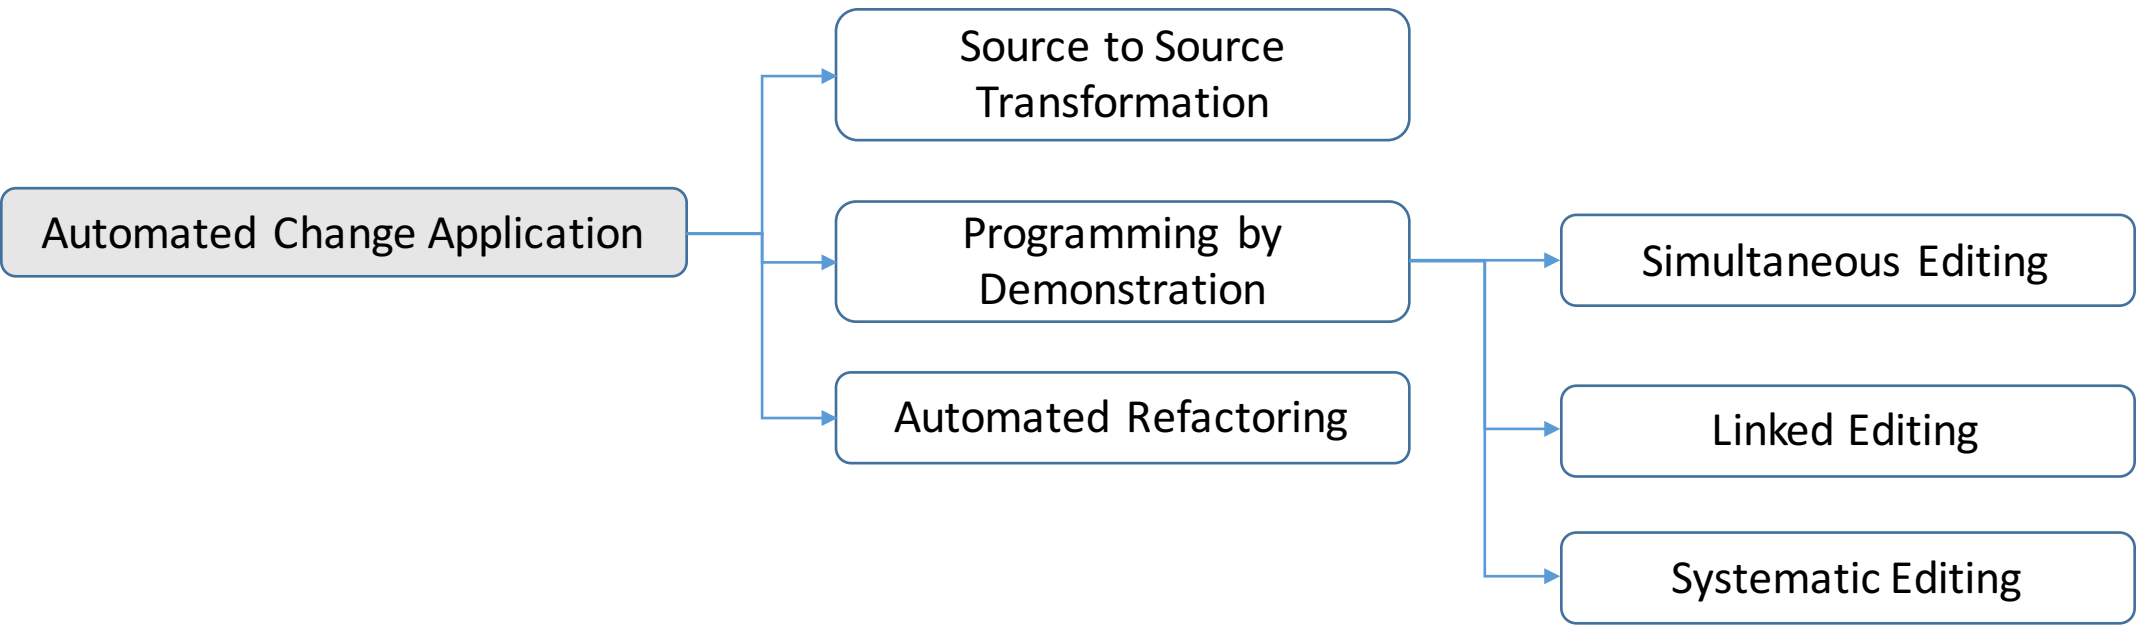 Source to Source
Transformation
Automated Change Application
Programming by
Demonstration
Simultaneous Editing
Automated Refactoring
Linked Editing
Systematic Editing